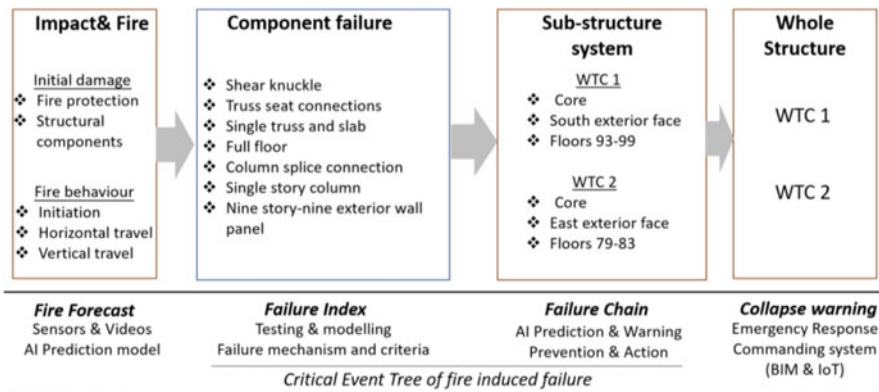 Impact& Fire
Initial damage
❖ Fire protection
❖ Structural
components
Fire behaviour
❖ Initiation
❖ Horizontal travel
❖ Vertical travel
Component failure
❖ Shear knuckle
❖ Truss seat connections
❖ Single truss and slab
❖ Full floor
❖ Column splice connection
❖ Single story column
❖ Nine story-nine exterior wall
panel
Sub-structure
system
WTC 1
❖ Core
❖ South exterior face
❖ Floors 93-99
WTC 2
❖ Core
❖ East exterior face
❖ Floors 79-83
Whole
Structure
WTC 1
WTC 2
Fire Forecast
Sensors & Videos
AI Prediction model
Failure Index
Testing & modelling
Failure mechanism and criteria
Failure Chain
AI Prediction & Warning
Prevention & Action
Collapse warning
Emergency Response
Commanding system
(BIM & IoT)
Critical Event Tree of fire induced failure